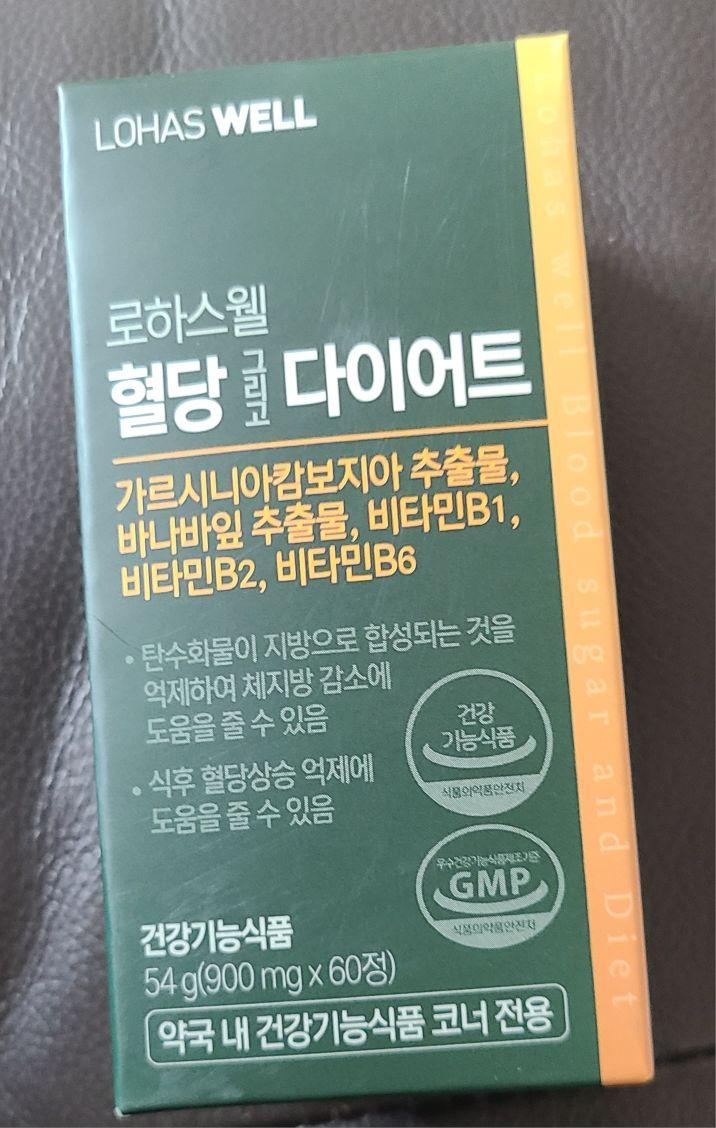 LOHAS WELL
로하스웰
혈당 그리고 다이어트
가르시니아캄보지아 추출물,
바나바잎 추출물, 비타민B1,
비타민B2, 비타민B6
• 탄수화물이 지방으로 합성되는 것을
억제하여 체지방 감소에
도움을 줄 수 있음
• 식후 혈당상승 억제에
도움을 줄 수 있음
건강
기능식품
식품의약품안전처
우수건강기능식품제조기준
GMP
식품의약품안전처
건강기능식품
54 g(900 mg x 60정)
약국 내 건강기능식품 코너 전용
Lohas well Blood sugar and Diet